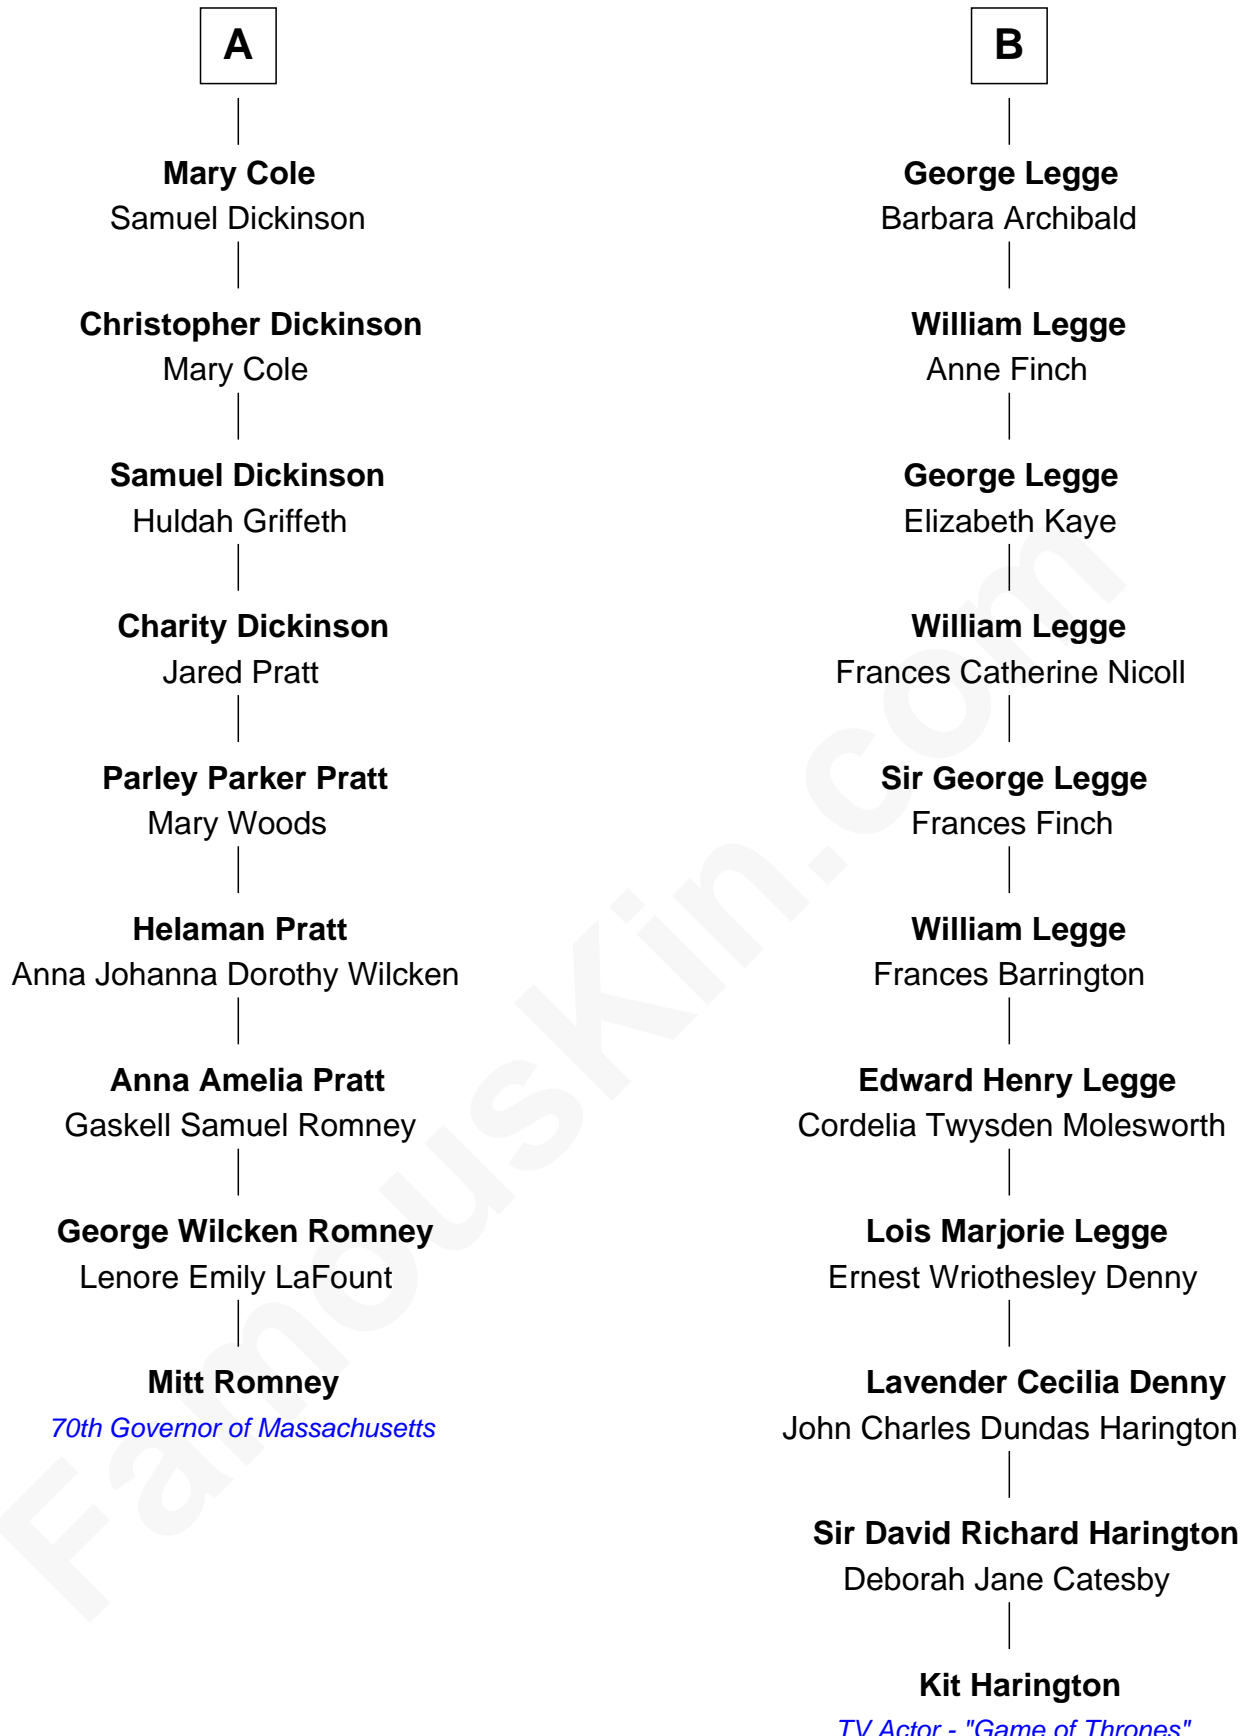 A
Mary Cole
Samuel Dickinson
Christopher Dickinson
Mary Cole
Samuel Dickinson
Huldah Griffeth
Charity Dickinson
Jared Pratt
Parley Parker Pratt
Mary Woods
Helaman Pratt
Anna Johanna Dorothy Wilcken
Anna Amelia Pratt
Gaskell Samuel Romney
George Wilcken Romney
Lenore Emily LaFount
Mitt Romney
70th Governor of Massachusetts
B
George Legge
Barbara Archibald
William Legge
Anne Finch
George Legge
Elizabeth Kaye
William Legge
Frances Catherine Nicoll
Sir George Legge
Frances Finch
William Legge
Frances Barrington
Edward Henry Legge
Cordelia Twysden Molesworth
Lois Marjorie Legge
Ernest Wriothesley Denny
Lavender Cecilia Denny
John Charles Dundas Harington
Sir David Richard Harington
Deborah Jane Catesby
Kit Harington
TV Actor - "Game of Thrones"
FamousKin.com